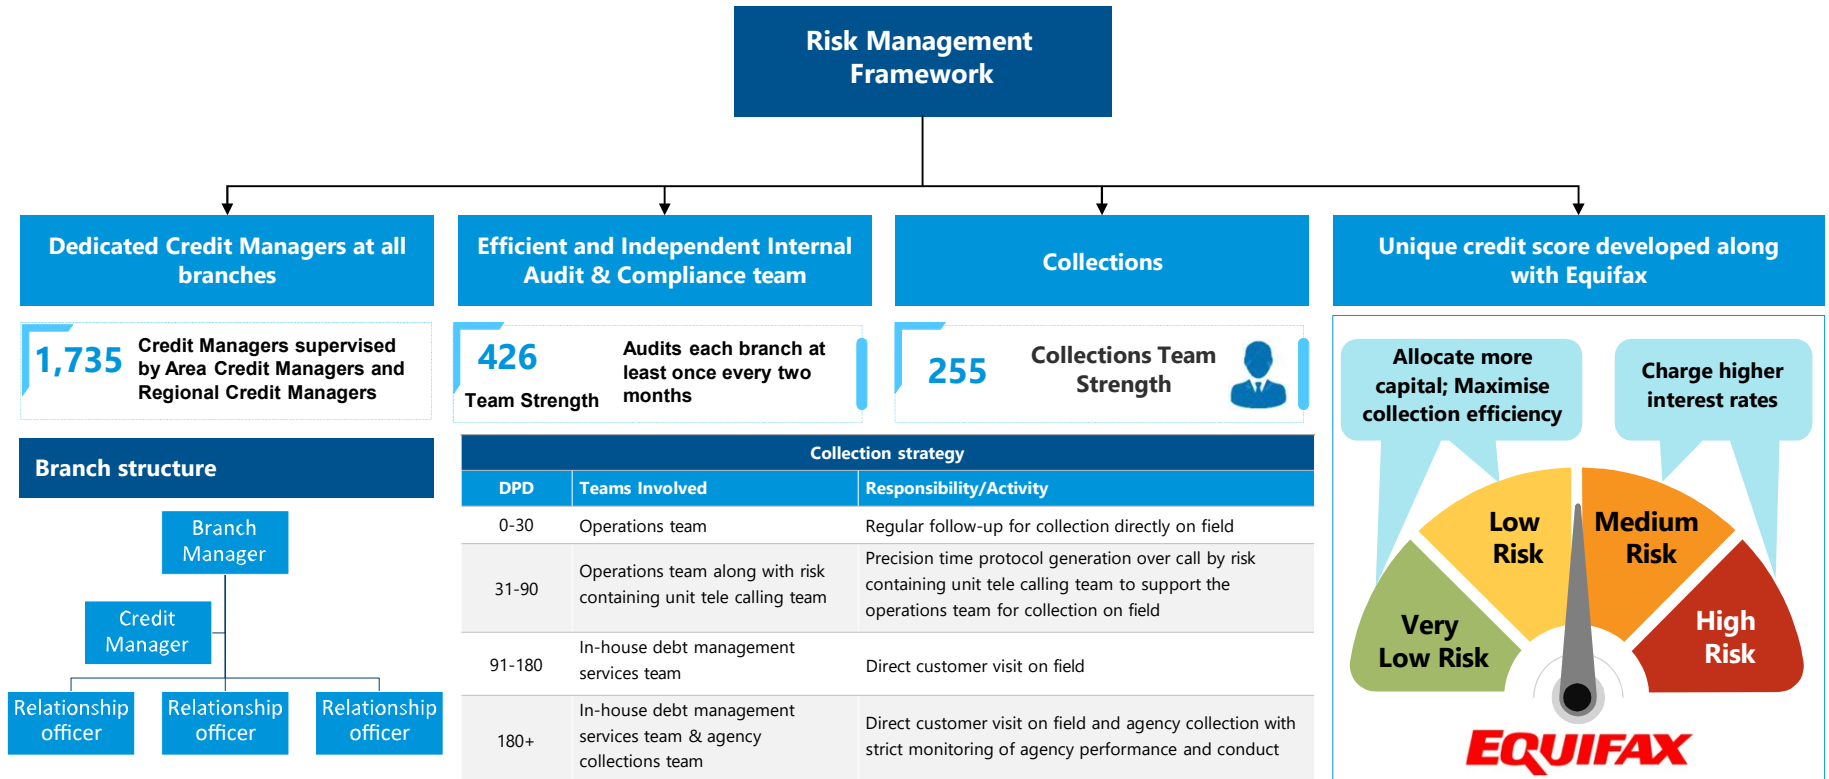 Risk Management
Framework
Dedicated Credit Managers at all
branches
Efficient and Independent Internal
Audit & Compliance team
Collections
Unique credit score developed along
with Equifax
1,735
Credit Managers supervised
by Area Credit Managers and
Regional Credit Managers
426
Team Strength
Audits each branch at
least once every two
months
255
Collections Team
Strength
Branch structure
Branch
Manager
Credit
Manager
Relationship
officer
Relationship
officer
Relationship
officer
Collection strategy
DPD
Teams Involved
Responsibility/Activity
0-30
Operations team
Regular follow-up for collection directly on field
31-90
Operations team along with risk
containing unit tele calling team
Precision time protocol generation over call by risk
containing unit tele calling team to support the
operations team for collection on field
91-180
In-house debt management
services team
Direct customer visit on field
180+
In-house debt management
services team & agency
collections team
Direct customer visit on field and agency collection with
strict monitoring of agency performance and conduct
Allocate more
capital; Maximise
collection efficiency
Charge higher
interest rates
Very
Low Risk
Low
Risk
Medium
Risk
High
Risk
EQUIFAX